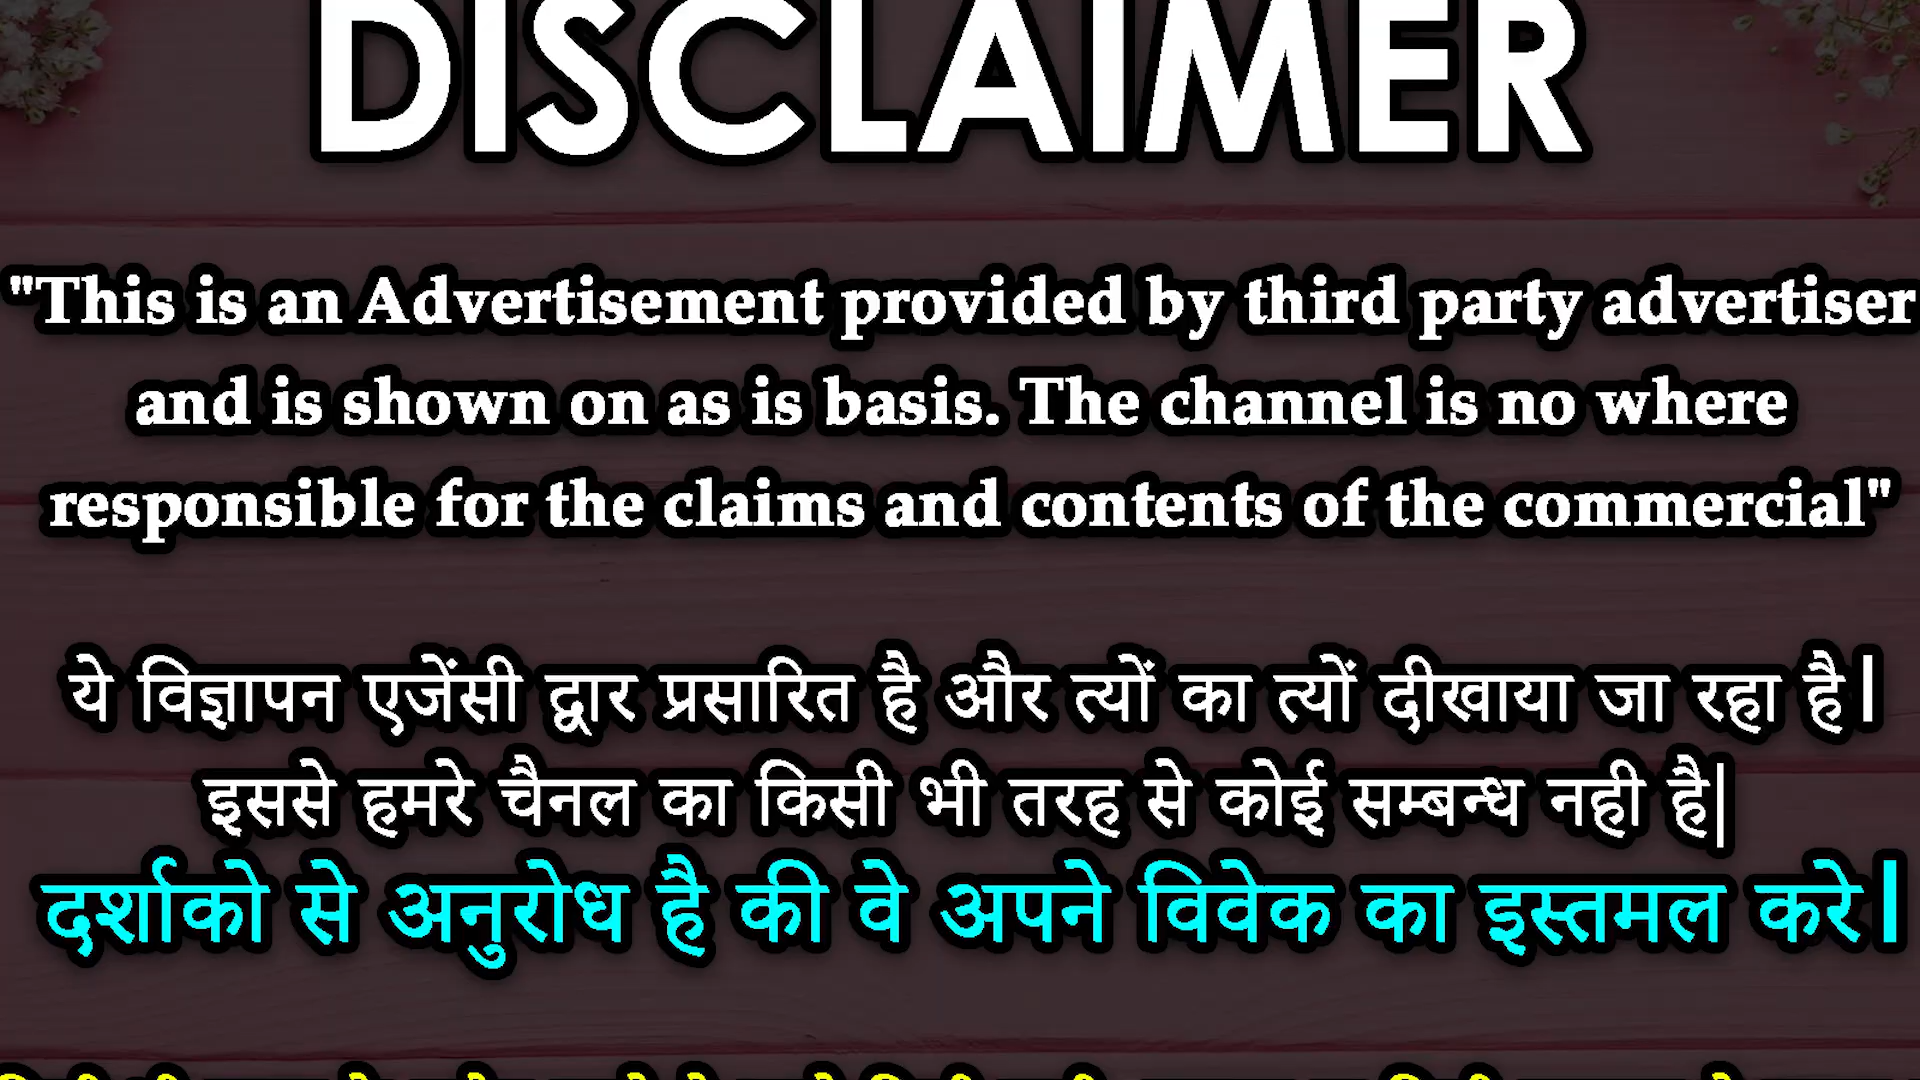 DISCLAIMER
"This is an Advertisement provided by third party advertiser
and is shown on as is basis. The channel is no where
responsible for the claims and contents of the commercial"
ये विज्ञापन एजेंसी द्वार प्रसारित है और त्यों का त्यों दीखाया जा रहा है।
इससे हमरे चैनल का किसी भी तरह से कोई सम्बन्ध नही है|
दर्शाको से अनुरोध है की वे अपने विवेक का इस्तमल करे।